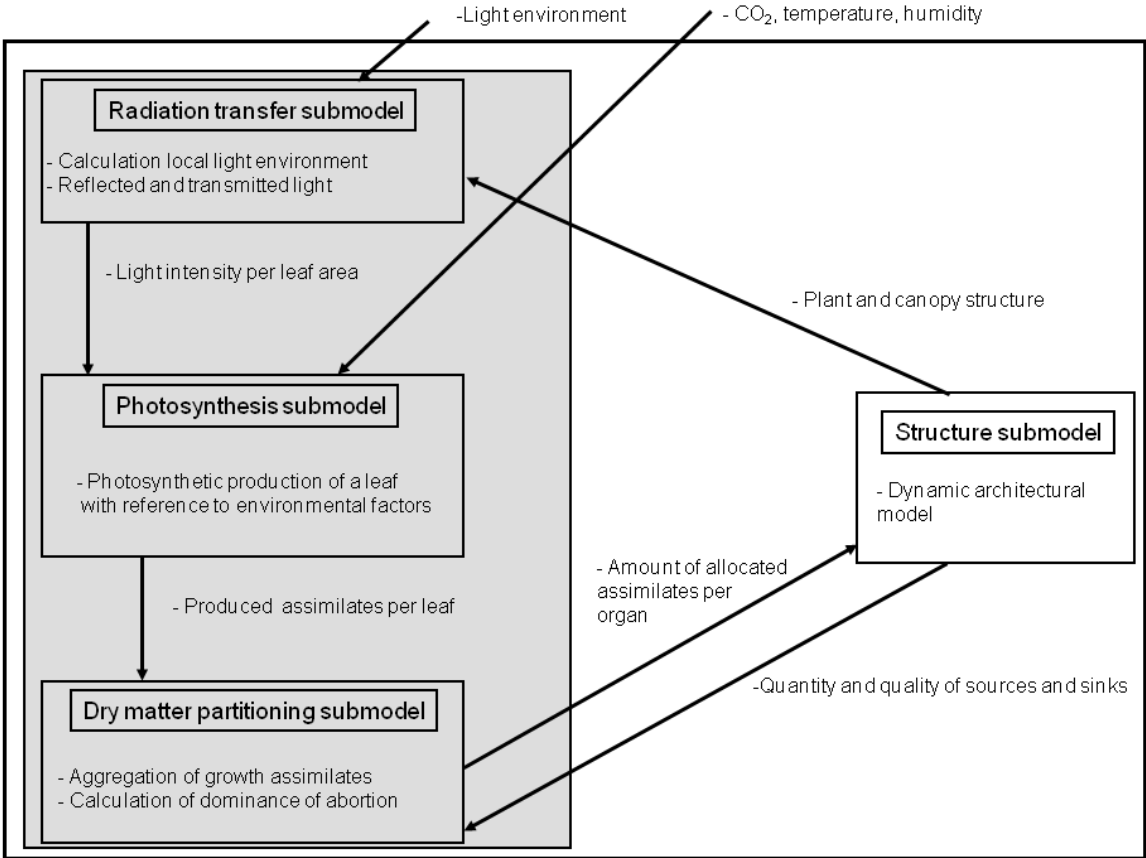 -Light environment
- CO₂, temperature, humidity
Radiation transfer submodel
- Calculation local light environment
- Reflected and transmitted light
- Light intensity per leaf area
- Plant and canopy structure
Photosynthesis submodel
- Photosynthetic production of a leaf
with reference to environmental factors
Structure submodel
- Dynamic architectural
model
- Produced assimilates per leaf
- Amount of allocated
assimilates per
organ
-Quantity and quality of sources and sinks
Dry matter partitioning submodel
- Aggregation of growth assimilates
- Calculation of dominance of abortion